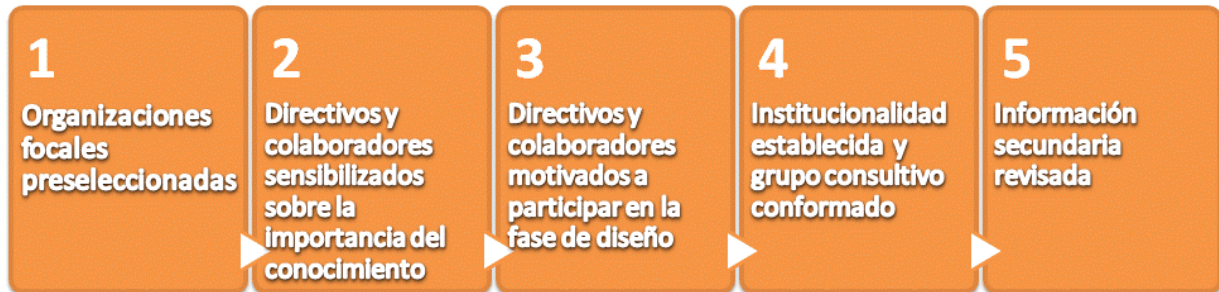 1
Organizaciones
focales
preseleccionadas
2
Directivos y
colaboradores
sensibilizados
sobre la
importancia del
conocimiento
3
Directivos y
colaboradores
motivados a
participar en la
fase de diseño
4
Institucionalidad
establecida y
grupo consultivo
conformado
5
Información
secundaria
revisada